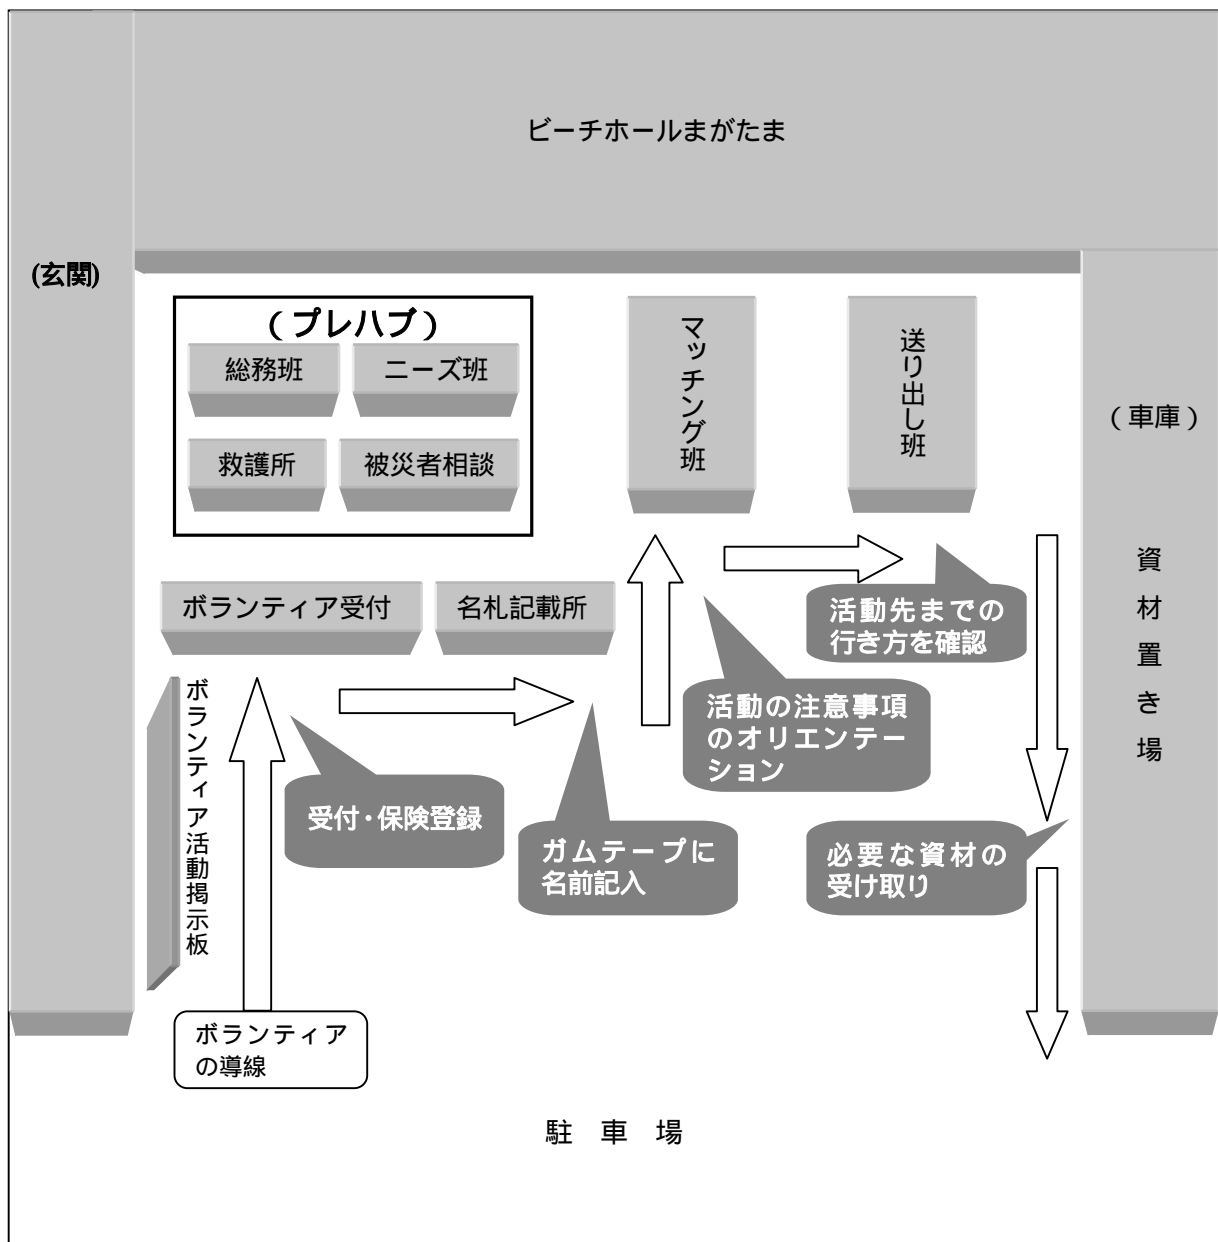 ビーチホールまがたま
(玄関)
（プレハブ）
総務班
ニーズ班
救護所
被災者相談
マッチング班
送り出し班
（車庫）
資材置き場
ボランティア受付
名札記載所
活動先までの
行き方を確認
活動の注意事項
のオリエンテー
ション
ボランティア活動掲示板
受付・保険登録
ガムテープに
名前記入
必要な資材の
受け取り
ボランティア
の導線
駐 車 場